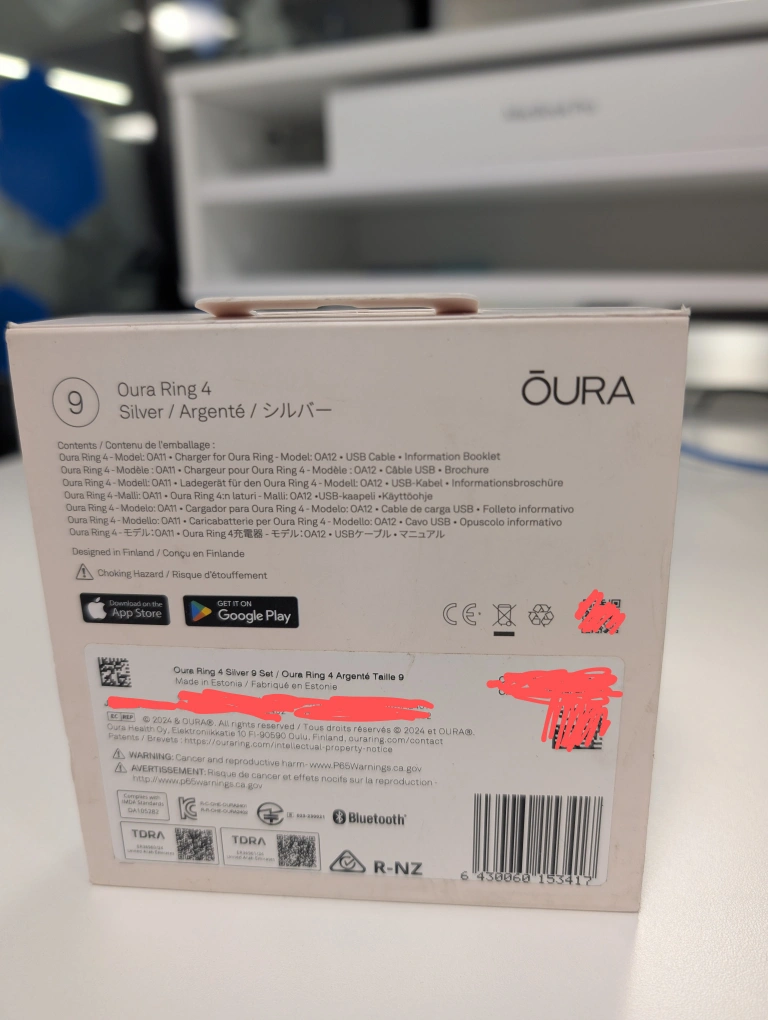 9
Oura Ring 4
Silver / Argenté / シルバー
ŌURA
Contents / Contenu de l'emballage :
Oura Ring 4 - Model: OA11 • Charger for Oura Ring - Model: OA12 • USB Cable • Information Booklet
Oura Ring 4 - Modèle : OA11 • Chargeur pour Oura Ring 4 - Modèle : OA12 • Câble USB • Brochure
Oura Ring 4 - Modell: OA11 • Ladegerät für den Oura Ring 4 - Modell: OA12 • USB-Kabel • Informationsbroschüre
Oura Ring 4 - Malli: OA11 • Oura Ring 4:n laturi - Malli: OA12 •USB-kaapeli •Käyttöohje
Oura Ring 4 - Modelo: OA11 • Cargador para Oura Ring 4 - Modelo: OA12 • Cable de carga USB • Folleto informativo
Oura Ring 4 - Modello: OA11 • Caricabatterie per Oura Ring 4 - Modello: OA12 • Cavo USB • Opuscolo informativo
Oura Ring 4 - モデル: OA11 • Oura Ring 4充電器 - モデル: OA12 • USBケーブル • マニュアル
Designed in Finland / Conçu en Finlande
Choking Hazard / Risque d'étouffement
Download on the
App Store
GET IT ON
Google Play
CE
Oura Ring 4 Silver 9 Set / Oura Ring 4 Argenté Taille 9
Made in Estonia / Fabriqué en Estonie
EC REP
© 2024 & OURA®. All rights reserved / Tous droits réservés © 2024 et OURA®.
Oura Health Oy, Elektroniikkatie 10 FI-90590 Oulu, Finland, ouraring.com/contact
Patents / Brevets : https://ouraring.com/intellectual-property-notice
WARNING: Cancer and reproductive harm - www.P65Warnings.ca.gov
AVERTISSEMENT: Risque de cancer et effets nocifs sur la reproduction -
http://www.p65warnings.ca.gov
Complies with
IMDA Standards
Bluetooth®
TDRA
TDRA
R-NZ
6 430060 153417